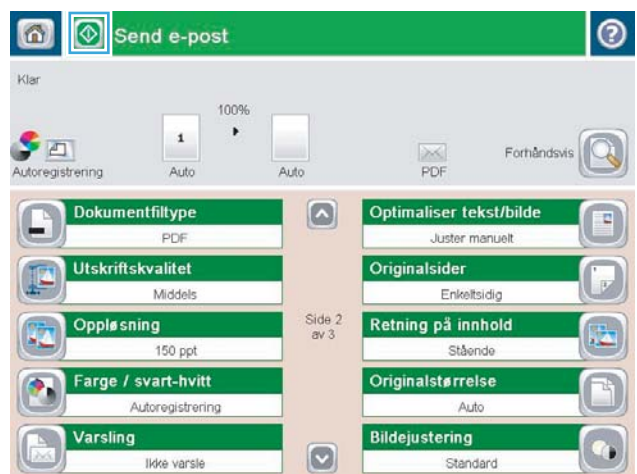 Send e-post
Klar
100%
1
Autoregistrering
Auto
Auto
PDF
Forhåndsvis
Dokumentfiltype
PDF
Utskriftskvalitet
Middels
Oppløsning
150 ppt
Farge / svart-hvitt
Autoregistrering
Varsling
Ikke varsle
Side 2
av 3
Optimaliser tekst/bilde
Juster manuelt
Originalsider
Enkeltsidig
Retning på innhold
Stående
Originalstørrelse
Auto
Bildejustering
Standard